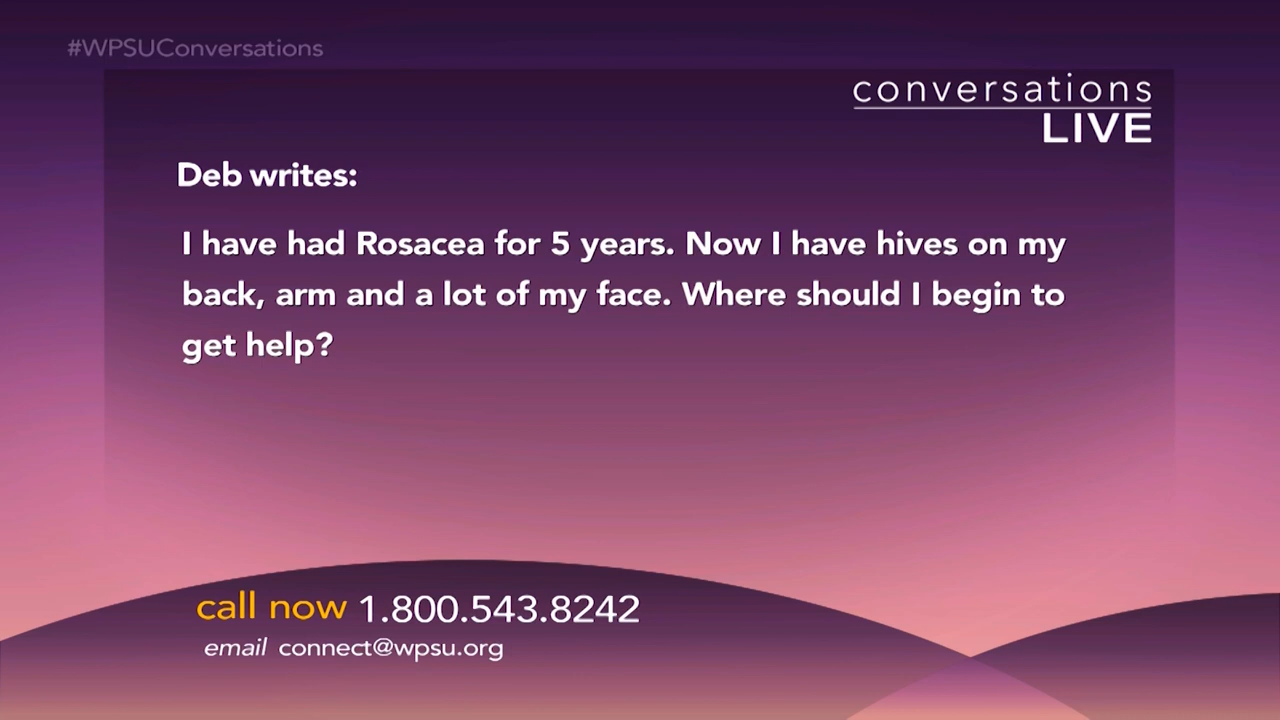 #WPSUConversations
conversations
LIVE
Deb writes:
I have had Rosacea for 5 years. Now I have hives on my
back, arm and a lot of my face. Where should I begin to
get help?
call now 1.800.543.8242
email connect@wpsu.org